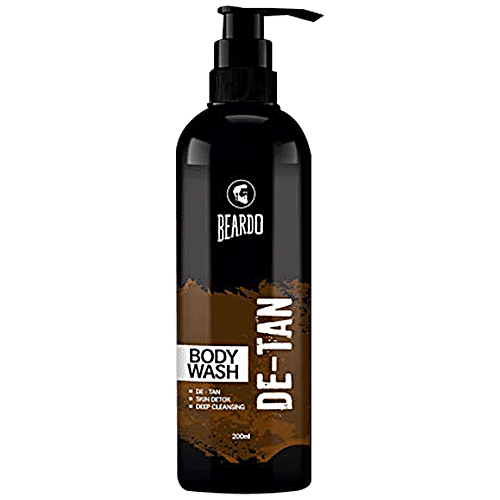 BEARDO
DE-TAN
BODY
WASH
DE - TAN
SKIN DETOX
DEEP CLEANSING
200ml